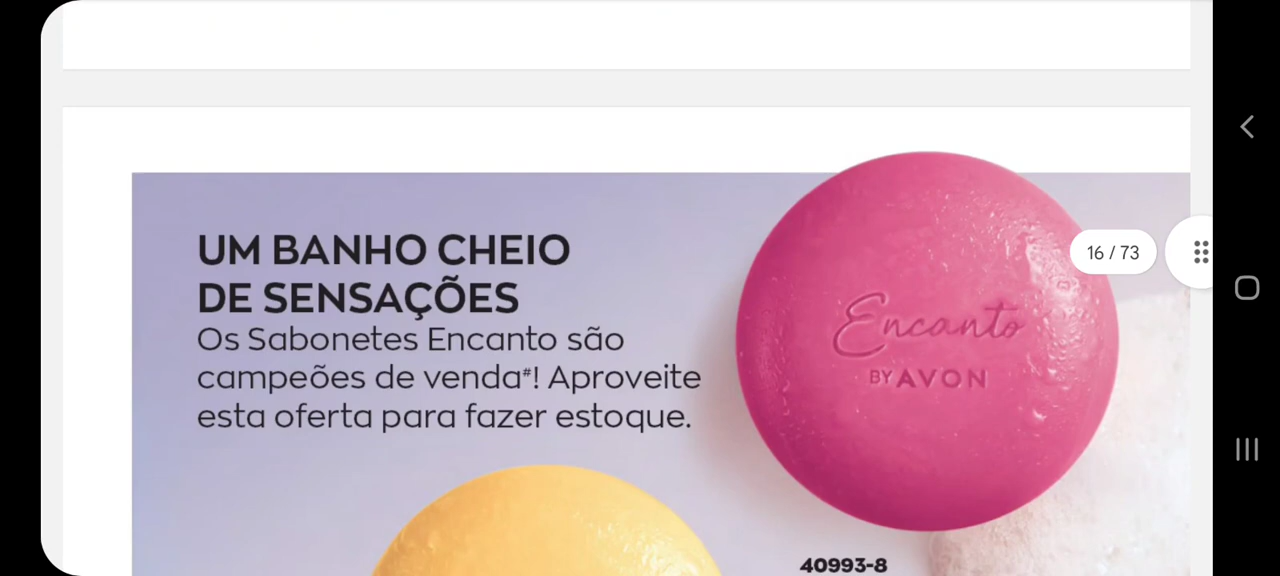 UM BANHO CHEIO
DE SENSAÇÕES
Os Sabonetes Encanto são
campeões de venda#! Aproveite
esta oferta para fazer estoque.
Encanto
BY AVON
16 / 73
40993-8